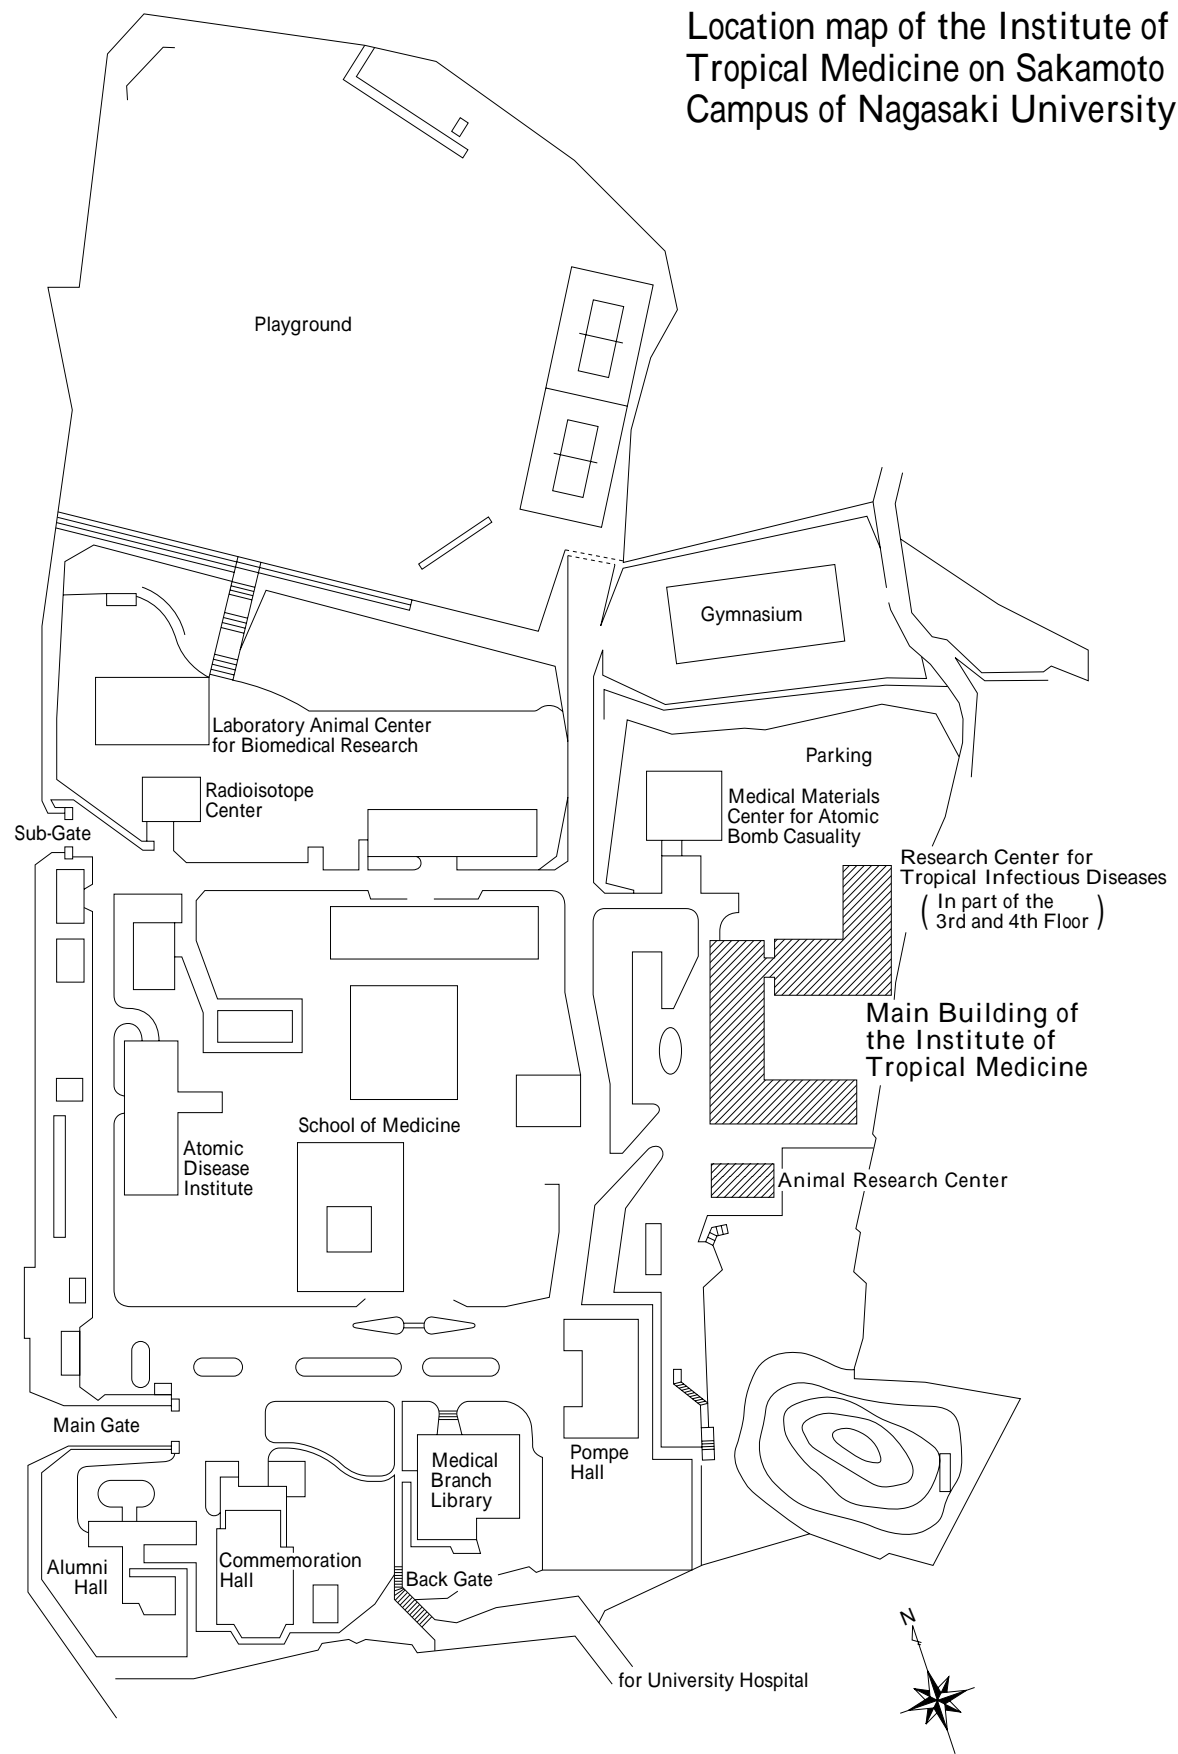 Location map of the Institute of
Tropical Medicine on Sakamoto
Campus of Nagasaki University
Playground
Gymnasium
Laboratory Animal Center
for Biomedical Research
Parking
Radioisotope
Center
Medical Materials
Center for Atomic
Bomb Casuality
Sub-Gate
Research Center for
Tropical Infectious Diseases
( In part of the
3rd and 4th Floor )
Main Building of
the Institute of
Tropical Medicine
School of Medicine
Atomic
Disease
Institute
Animal Research Center
Main Gate
Medical
Branch
Library
Pompe
Hall
Alumni
Hall
Commemoration
Hall
Back Gate
N
for University Hospital